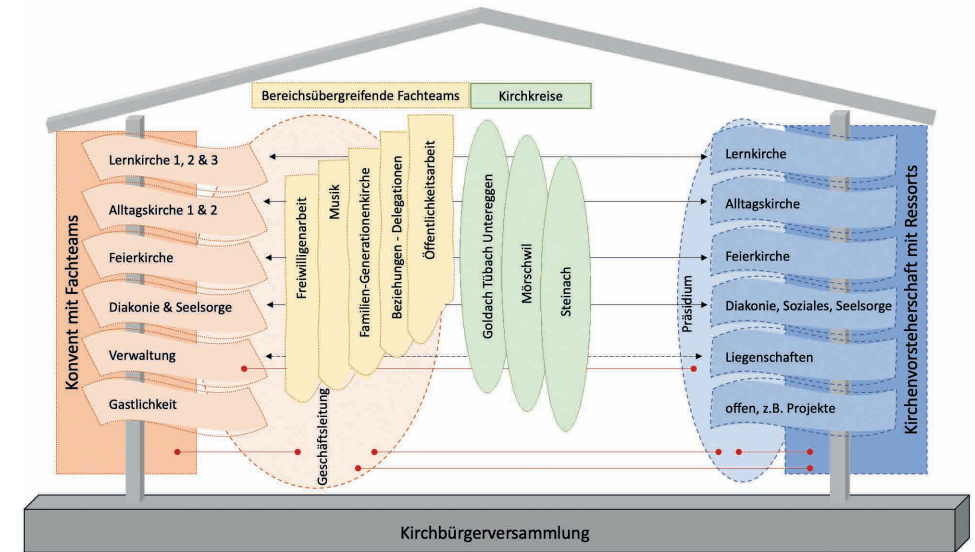 Bereichsübergreifende Fachteams
Kirchkreise
Konvent mit Fachteams
Lernkirche 1, 2 & 3
Alltagskirche 1 & 2
Feierkirche
Diakonie & Seelsorge
Verwaltung
Gastlichkeit
Geschäftsleitung
Freiwilligenarbeit
Musik
Familien-Generationenkirche
Beziehungen - Delegationen
Öffentlichkeitsarbeit
Goldach Tübach Untereggen
Mörschwil
Steinach
Präsidium
Lernkirche
Alltagskirche
Feierkirche
Diakonie, Soziales, Seelsorge
Liegenschaften
offen, z.B. Projekte
Kirchenvorsteherschaft mit Ressorts
Kirchbürgerversammlung